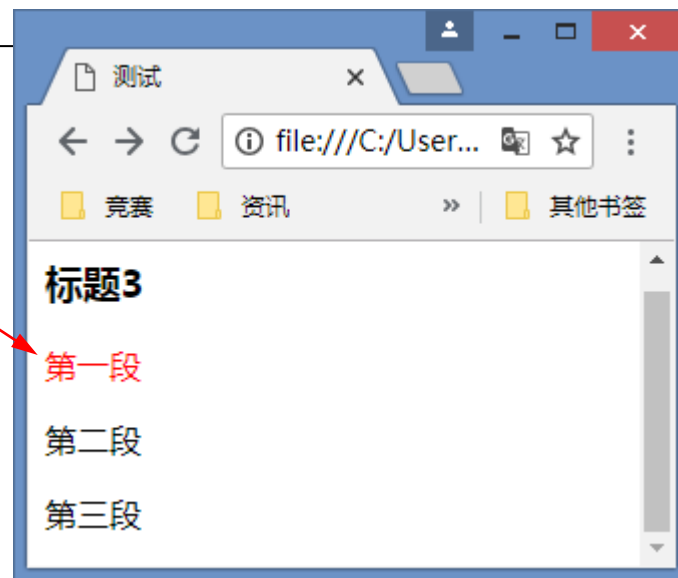 测试
file:///C:/User...
竞赛 资讯 » 其他书签
标题3
第一段
第二段
第三段